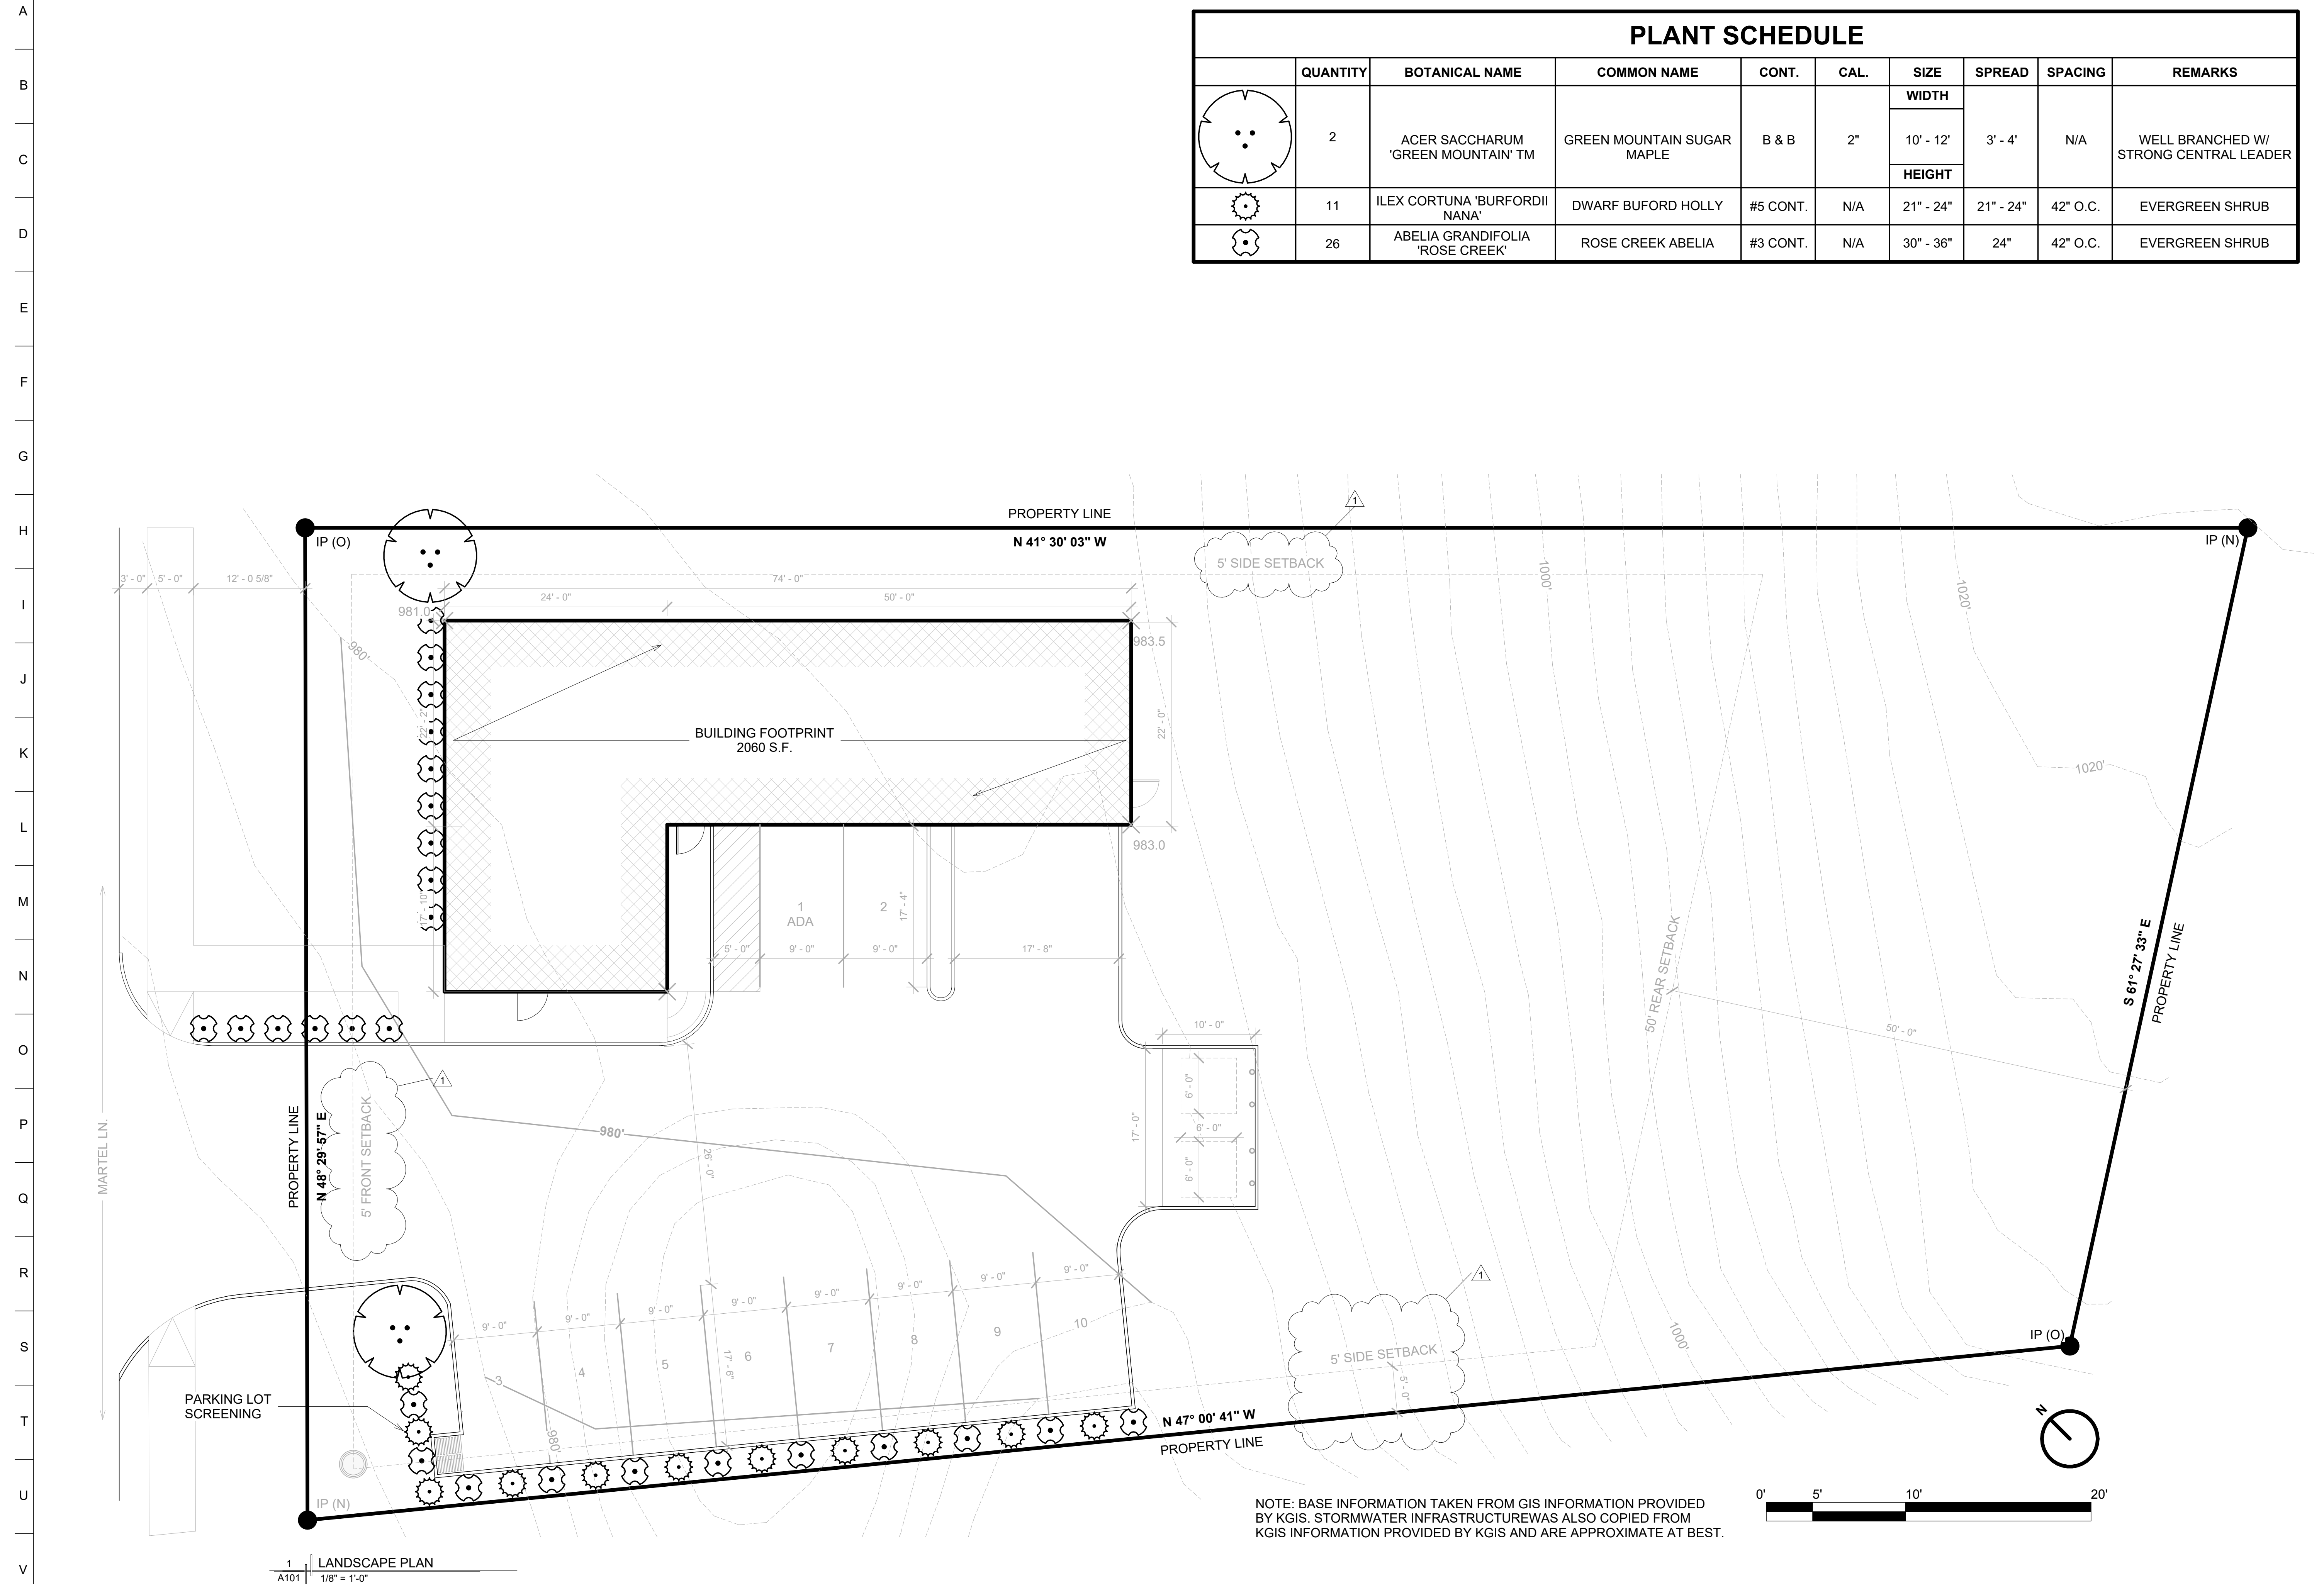 A
B
C
D
E
F
G
H
I
J
K
L
M
N
O
P
Q
R
S
T
U
V
PLANT SCHEDULE
QUANTITY BOTANICAL NAME COMMON NAME CONT. CAL. SIZE SPREAD SPACING REMARKS
WIDTH
2 ACER SACCHARUM GREEN MOUNTAIN SUGAR B & B 2" 10' - 12' 3' - 4' N/A WELL BRANCHED W/
'GREEN MOUNTAIN' TM MAPLE STRONG CENTRAL LEADER
HEIGHT
11 ILEX CORTUNA 'BURFORDII DWARF BUFORD HOLLY #5 CONT. N/A 21" - 24" 21" - 24" 42" O.C. EVERGREEN SHRUB
NANA'
26 ABELIA GRANDIFOLIA ROSE CREEK ABELIA #3 CONT. N/A 30" - 36" 24" 42" O.C. EVERGREEN SHRUB
'ROSE CREEK'
PROPERTY LINE
N 41° 30' 03" W
1
IP (O)
IP (N)
5' SIDE SETBACK
3' - 0" 5' - 0" 12' - 0 5/8"
74' - 0"
24' - 0" 50' - 0"
1000'
1020'
981.0
983.5
980'
22' - 2"
BUILDING FOOTPRINT
2060 S.F.
22' - 0"
1020'
983.0
17' - 10"
1
ADA
2
17' - 4"
5' - 0" 9' - 0" 9' - 0" 17' - 8"
50' REAR SETBACK
S 61° 27' 33" E
PROPERTY LINE
50' - 0"
10' - 0"
6' - 0"
6' - 0"
6' - 0"
17' - 0"
1
MARTEL LN.
PROPERTY LINE
N 48° 29' 57" E
5' FRONT SETBACK
980'
26' - 0"
9' - 0" 9' - 0" 9' - 0" 9' - 0" 9' - 0" 9' - 0" 9' - 0" 9' - 0"
3 4 5 6 7 8 9 10
17' - 6"
1
5' SIDE SETBACK
5' - 0"
1000'
IP (O)
PARKING LOT
SCREENING
980'
N 47° 00' 41" W
PROPERTY LINE
IP (N)
N
0' 5' 10' 20'
NOTE: BASE INFORMATION TAKEN FROM GIS INFORMATION PROVIDED
BY KGIS. STORMWATER INFRASTRUCTUREWAS ALSO COPIED FROM
KGIS INFORMATION PROVIDED BY KGIS AND ARE APPROXIMATE AT BEST.
1 LANDSCAPE PLAN
A101 1/8" = 1'-0"